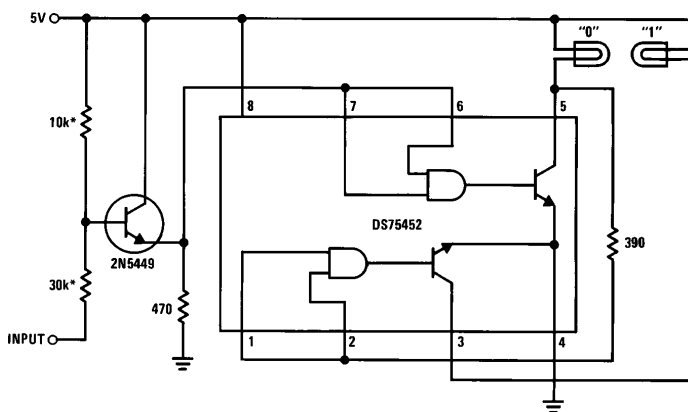 5V
"0" "1"
8 7 6 5
10k*
DS75452
390
2N5449
30k*
470
INPUT
1 2 3 4